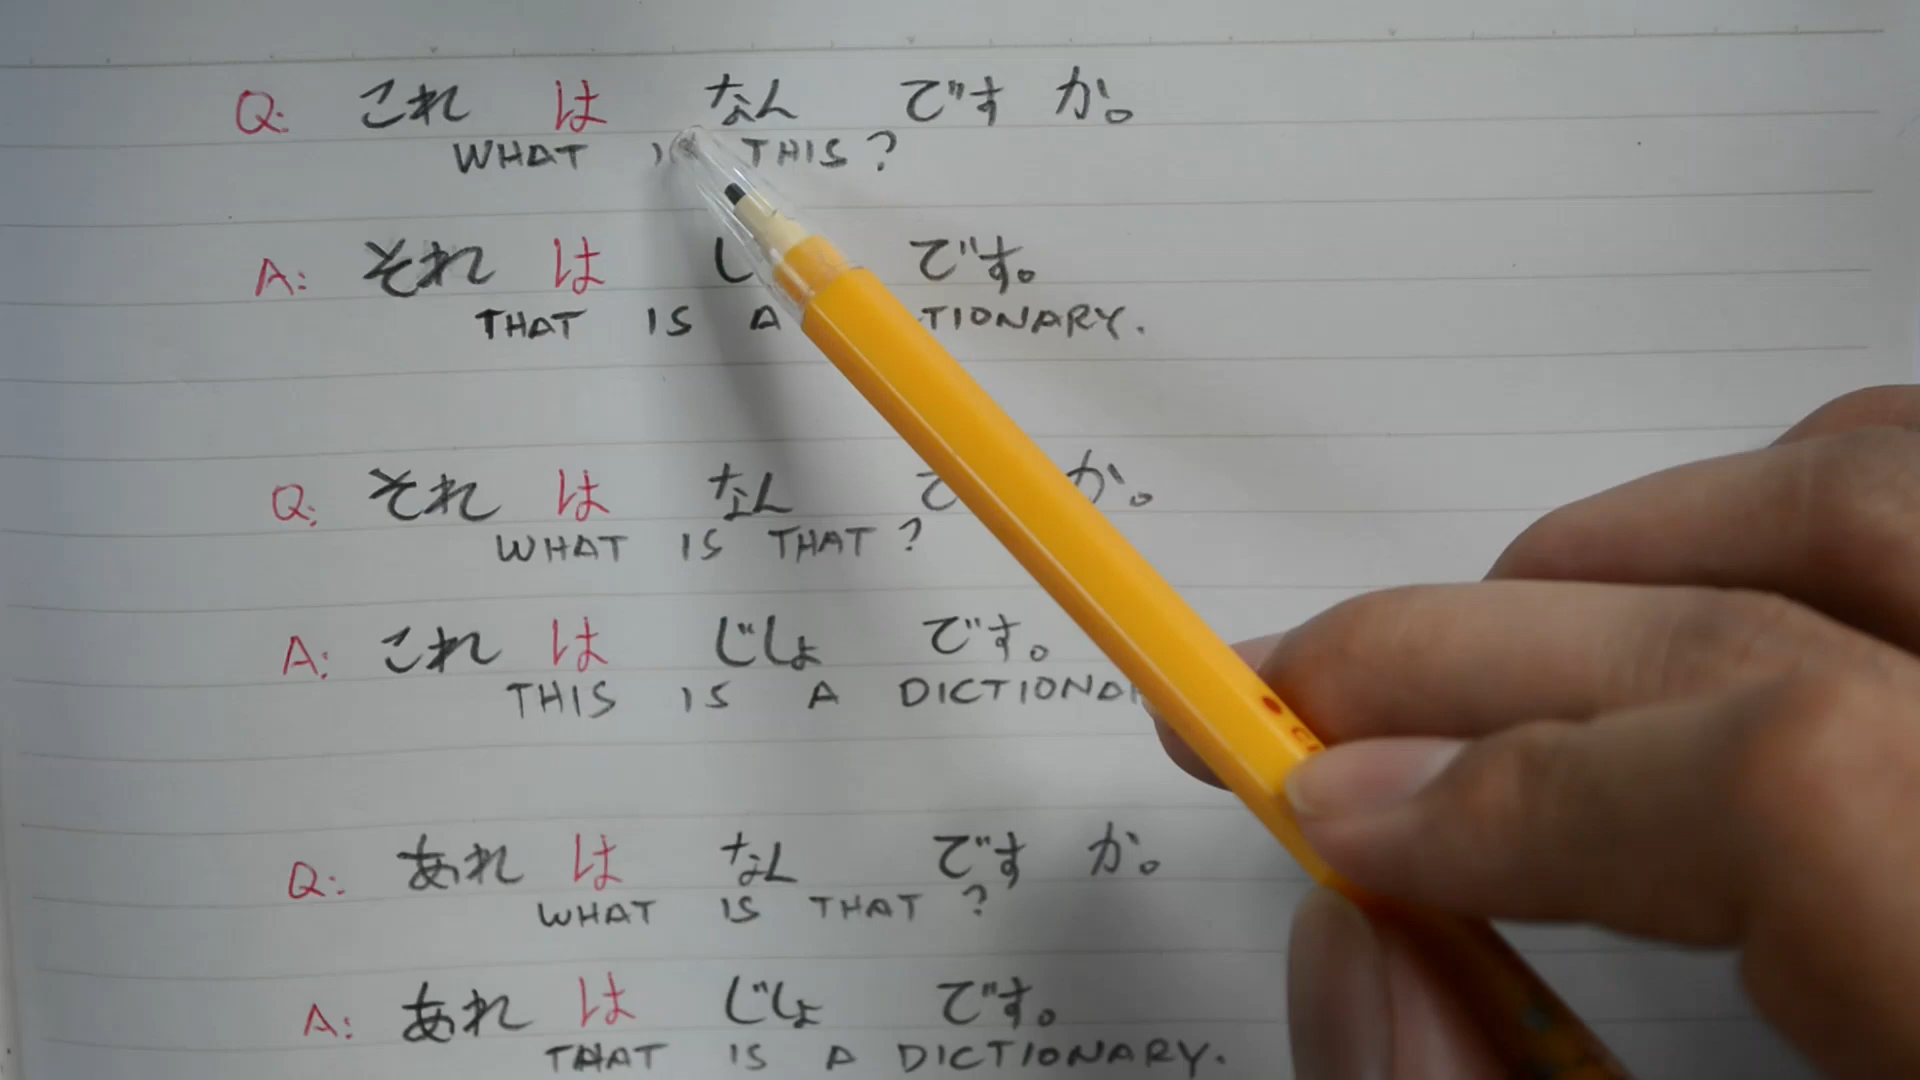 Q: これ は なん です か。
WHAT IS THIS?
A: それ は です。
THAT IS A
Q: それ は なん か。
WHAT IS THAT?
A: これ は じしょ です。
THIS IS A
Q: あれ は なん です か。
WHAT IS THAT?
A: あれ は じしょ です。
THAT IS A DICTIONARY.